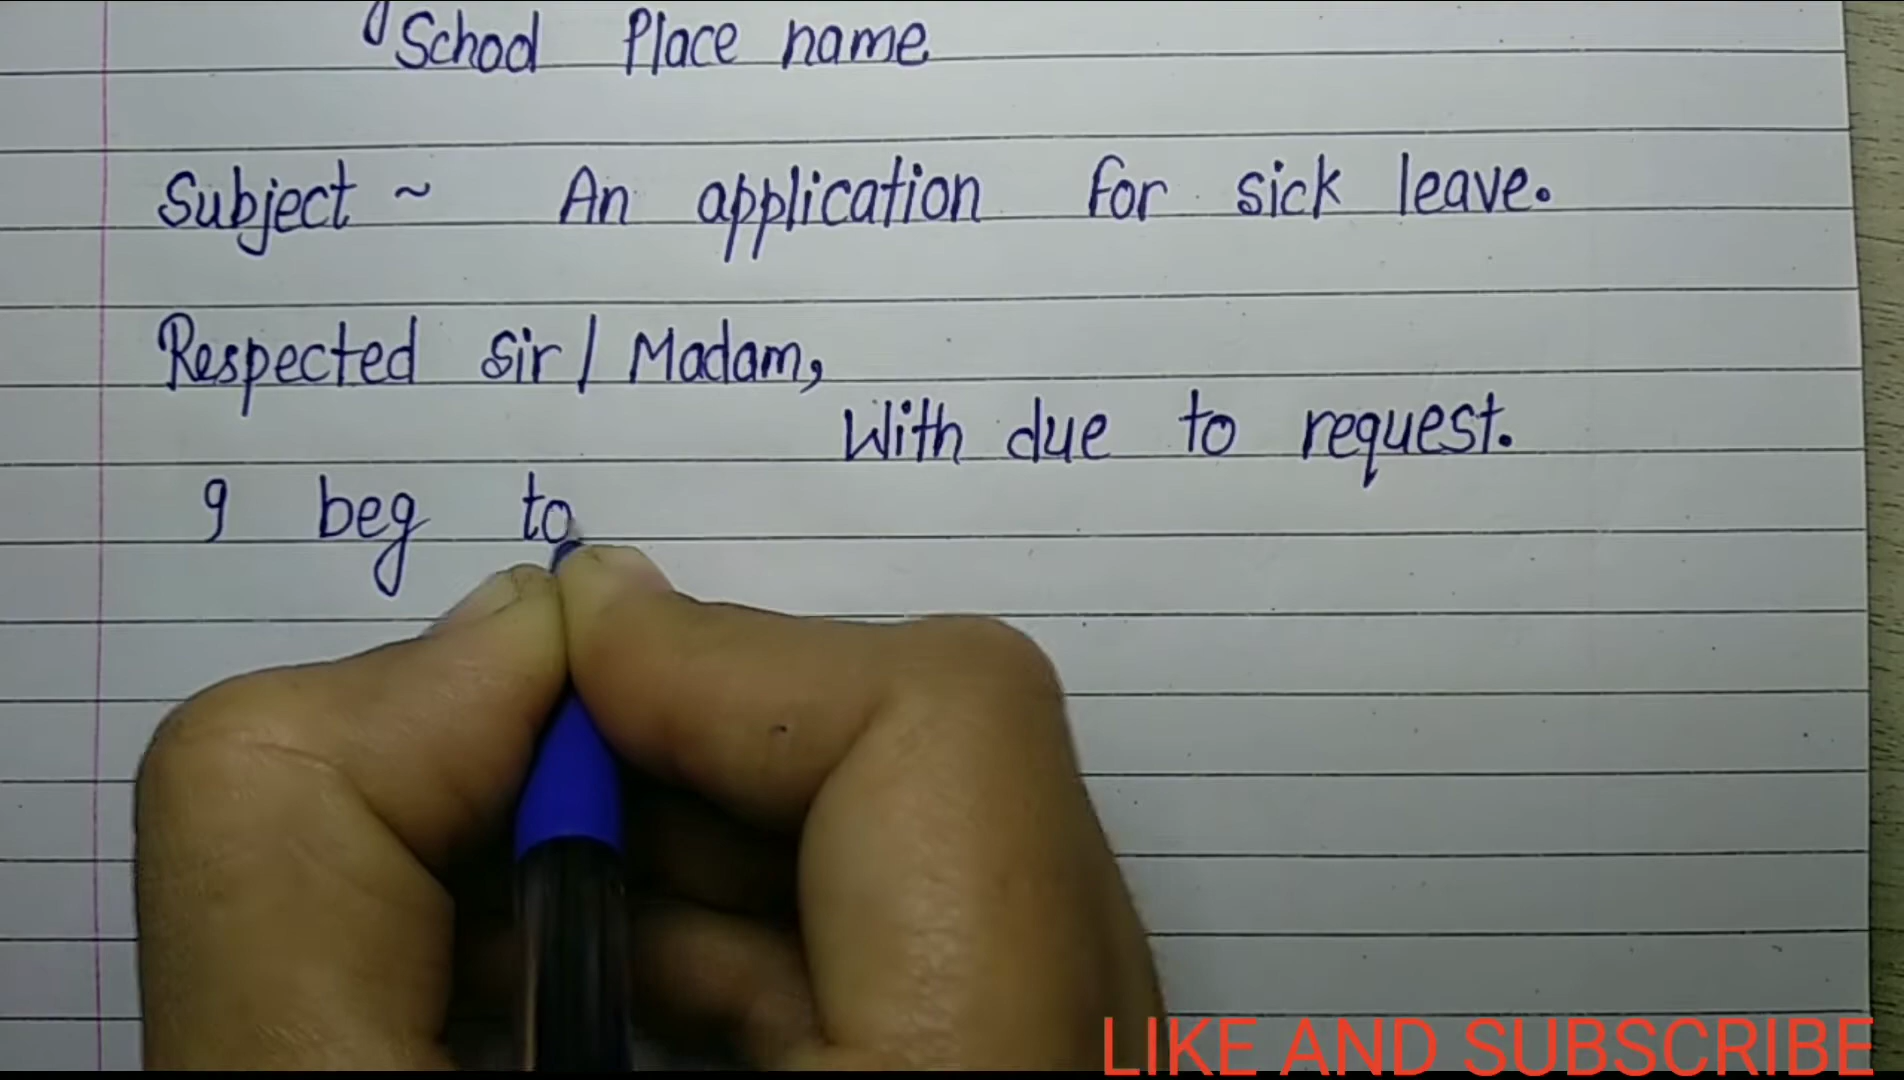 School Place name
Subject ~ An application for sick leave.
Respected Sir / Madam,
With due to request.
I beg to
LIKE AND SUBSCRIBE